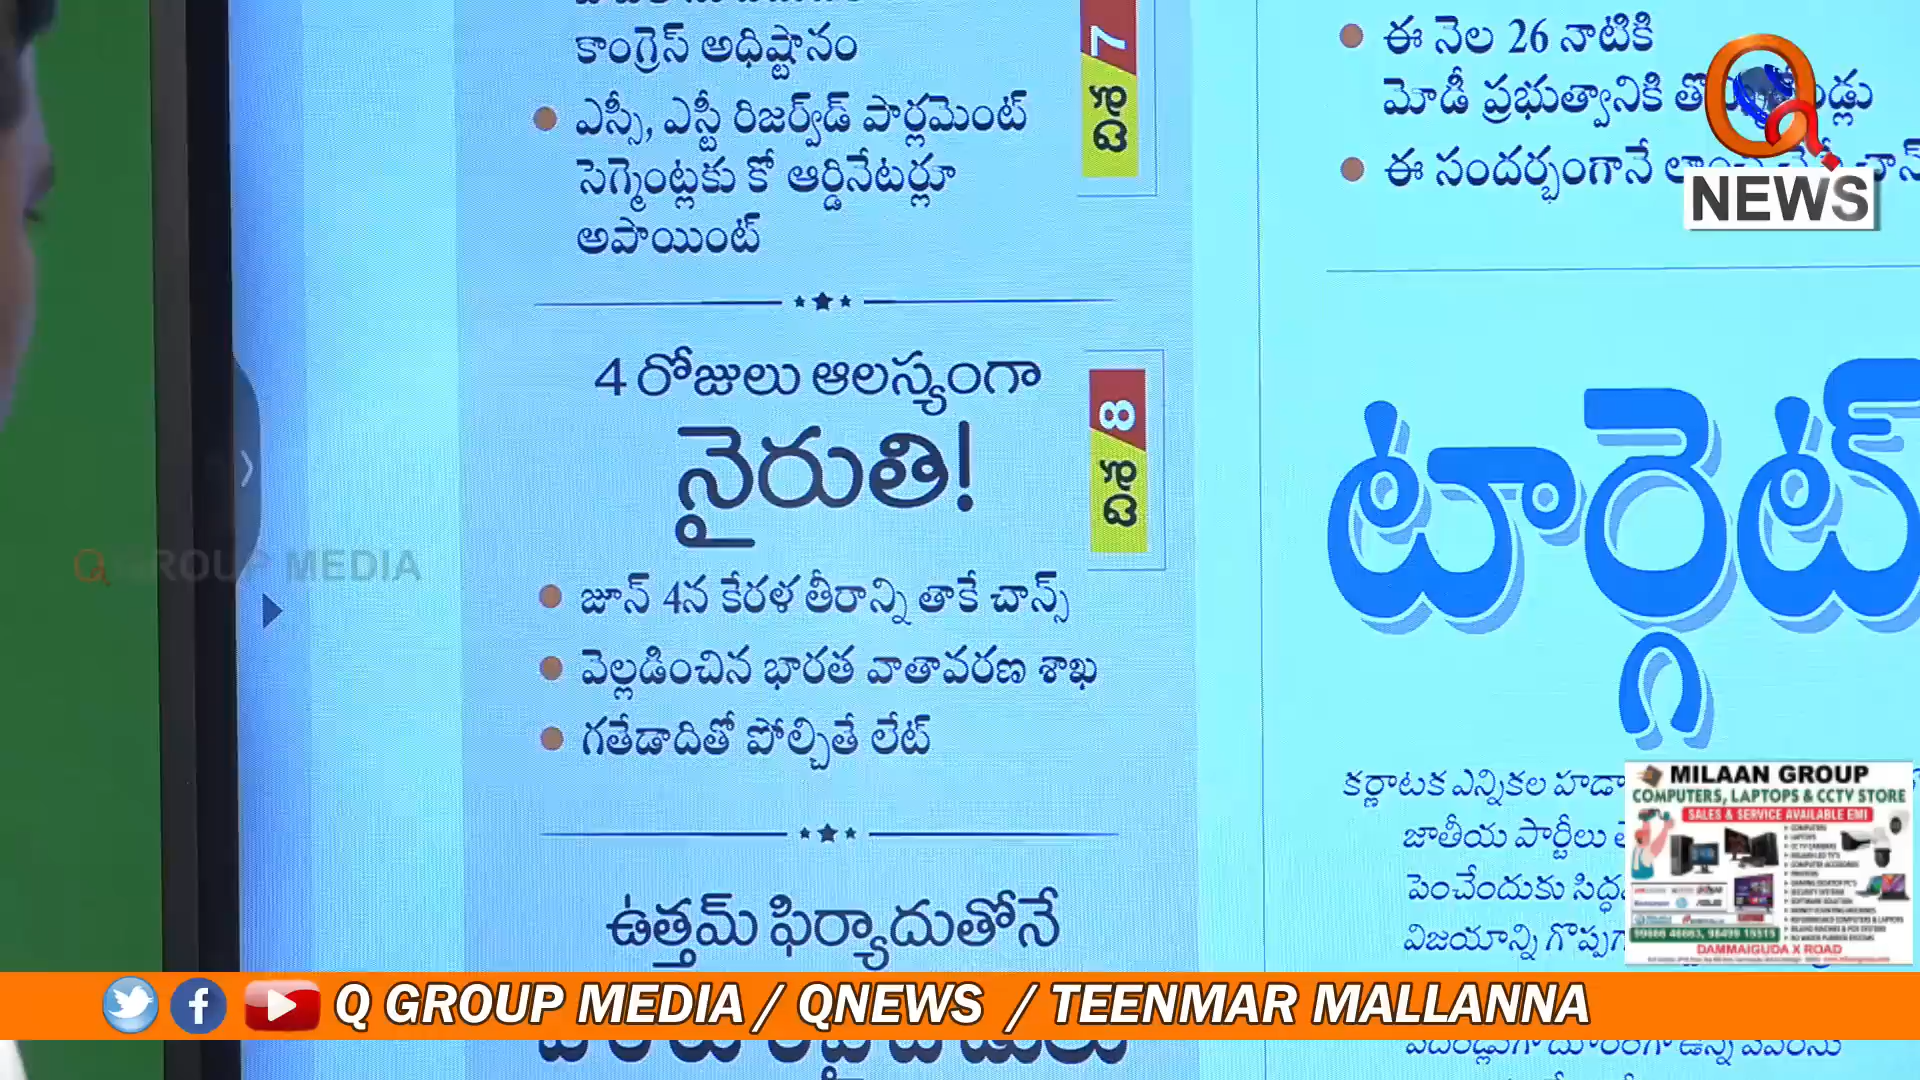 కాంగ్రెస్ అధిష్టానం
ఎస్సీ, ఎస్టీ రిజర్వ్‌డ్ పార్లమెంట్
సెగ్మెంట్లకు కో ఆర్డినేటర్లూ
అపాయింట్
7
దిశ
4 రోజులు ఆలస్యంగా
నైరుతి!
8
దిశ
జూన్ 4న కేరళ తీరాన్ని తాకే చాన్స్
వెల్లడించిన భారత వాతావరణ శాఖ
గతేడాదితో పోల్చితే లేట్
ఉత్తమ్ ఫిర్యాదుతోనే
ఈ నెల 26 నాటికి
మోడీ ప్రభుత్వానికి
ఈ సందర్భంగానే
టార్గెట్
కర్ణాటక ఎన్నికల
జాతీయ పార్టీలు
పెంచేందుకు
విజయాన్ని
Q
NEWS
Q GROUP MEDIA
MILAAN GROUP
COMPUTERS, LAPTOPS & CCTV STORE
SALES & SERVICE AVAILABLE EMI
DAMMAIGUDA X ROAD
Q GROUP MEDIA / QNEWS / TEENMAR MALLANNA